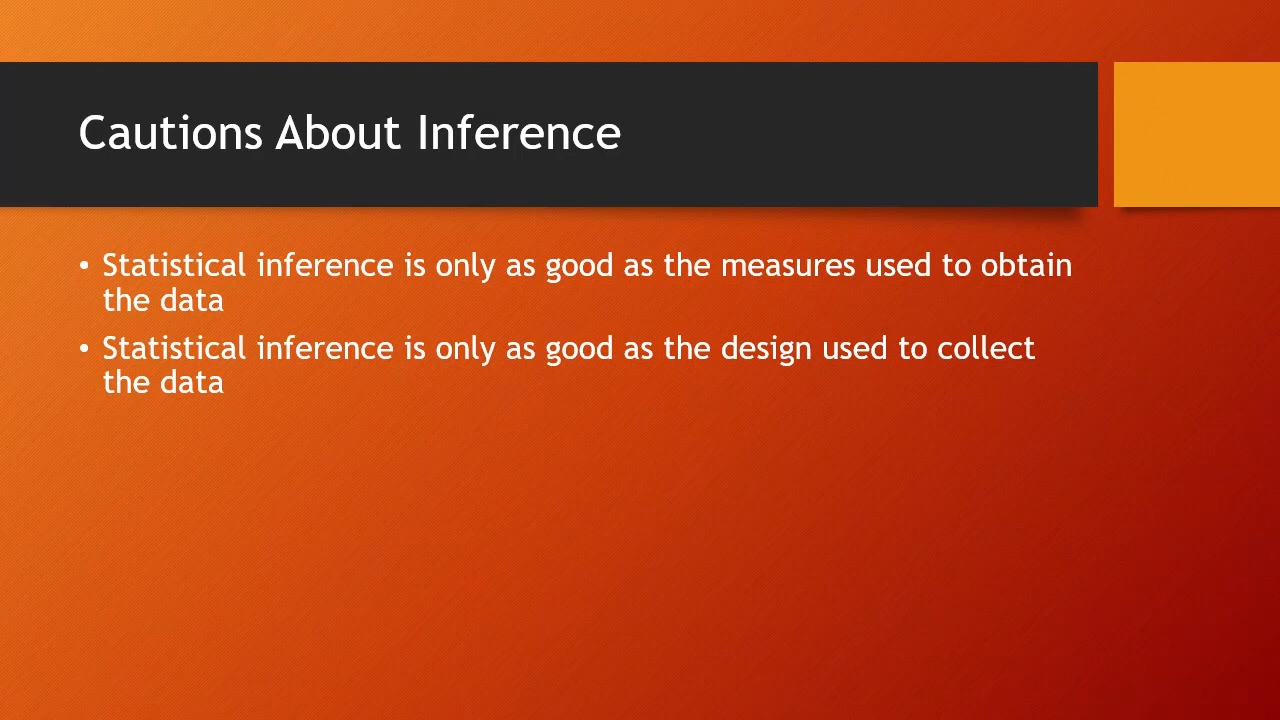 Cautions About Inference
• Statistical inference is only as good as the measures used to obtain
the data
• Statistical inference is only as good as the design used to collect
the data